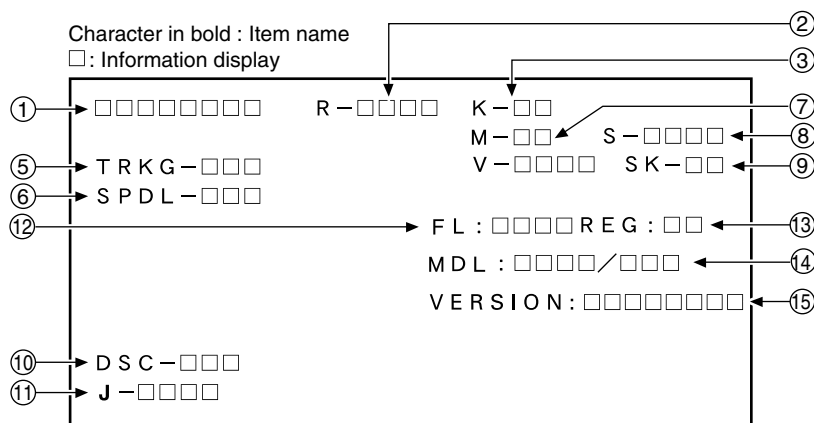 Character in bold : Item name
□ : Information display
②
③
① □□□□□□□□ R－□□□□ K－□□
⑦
M－□□ S－□□□□ ⑧
⑤ TRKG－□□□ V－□□□□ SK－□□ ⑨
⑥ SPDL－□□□
⑫ FL : □□□□ REG : □□ ⑬
MDL : □□□□／□□□ ⑭
VERSION: □□□□□□□□ ⑮
⑩ DSC－□□□
⑪ J－□□□□